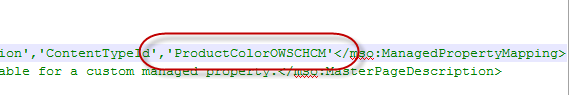 ion','ContentTypeId','ProductColorOWSCHCM'</mso:ManagedPropertyMapping>
able for a custom managed property.</mso:MasterPageDescription>